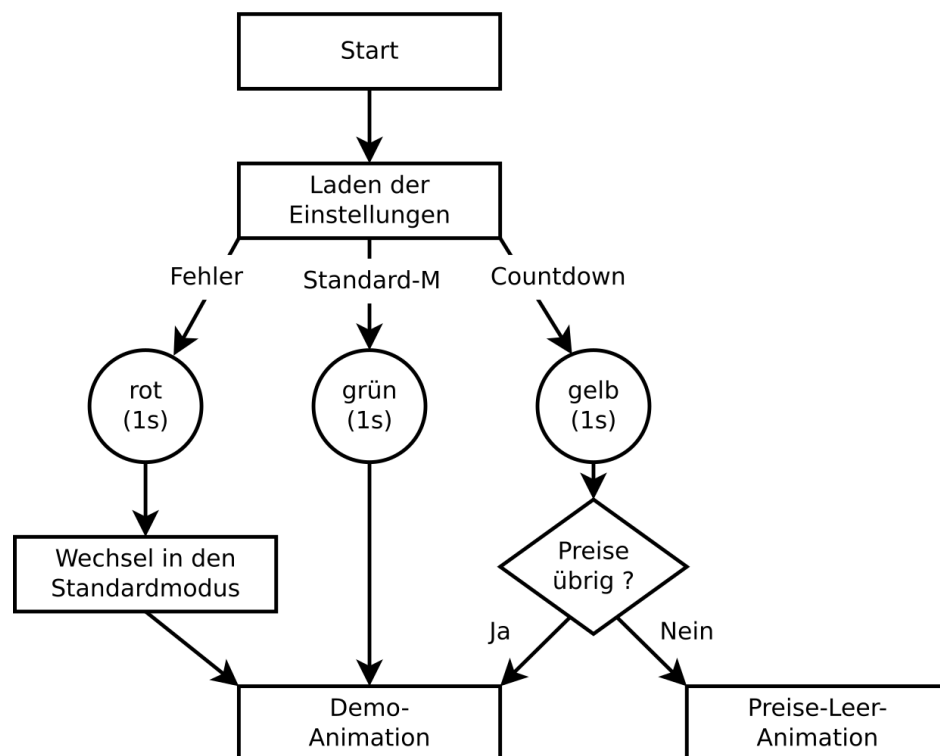 Start
Laden der
Einstellungen
Fehler
Standard-M
Countdown
rot
(1s)
grün
(1s)
gelb
(1s)
Wechsel in den
Standardmodus
Preise
übrig ?
Ja
Nein
Demo-
Animation
Preise-Leer-
Animation